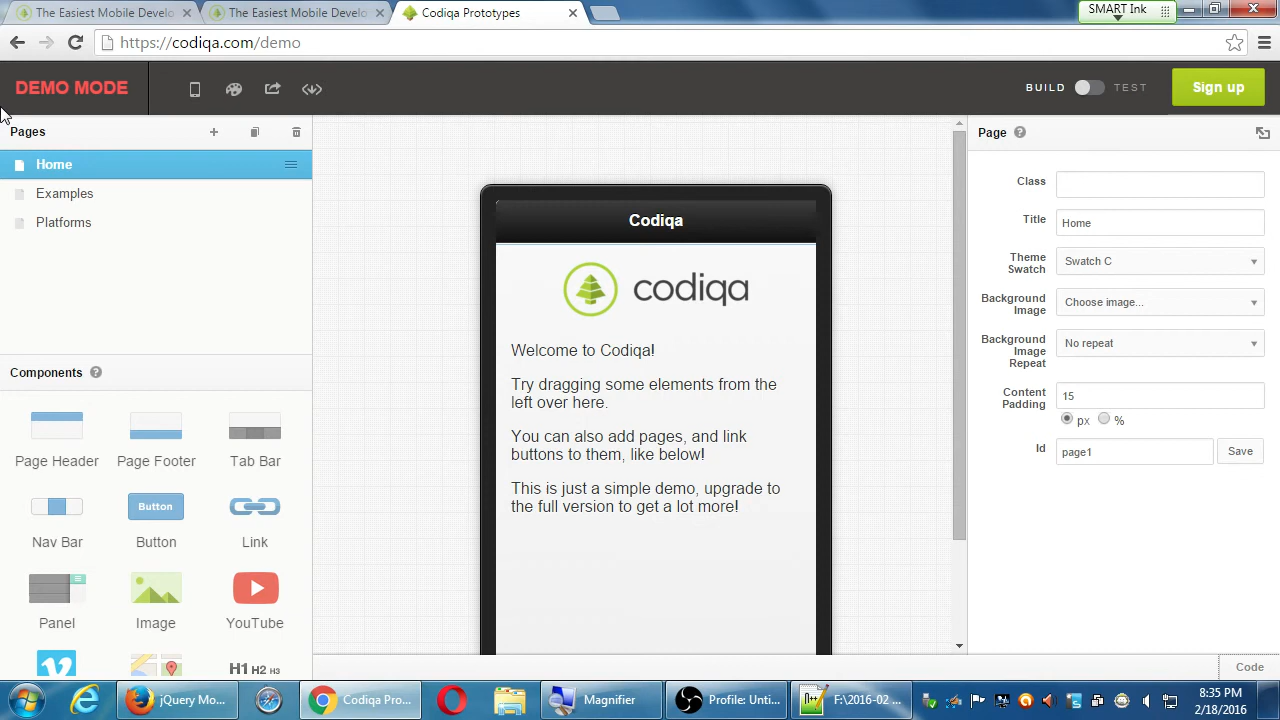 The Easiest Mobile Develo
The Easiest Mobile Develo
Codiqa Prototypes
SMART Ink
https://codiqa.com/demo
DEMO MODE
BUILD
TEST
Sign up
Pages
Home
Examples
Platforms
Components
Page Header
Page Footer
Tab Bar
Nav Bar
Button
Button
Link
Panel
Image
YouTube
H1 H2 H3
Codiqa
codiqa
Welcome to Codiqa!
Try dragging some elements from the
left over here.
You can also add pages, and link
buttons to them, like below!
This is just a simple demo, upgrade to
the full version to get a lot more!
Page
Class
Title
Home
Theme
Swatch
Swatch C
Background
Image
Choose image...
Background
Image
Repeat
No repeat
Content
Padding
15
px
%
Id
page1
Save
Code
jQuery Mo...
Codiqa Pro...
Magnifier
Profile: Unti...
F:\2016-02 ...
8:35 PM
2/18/2016